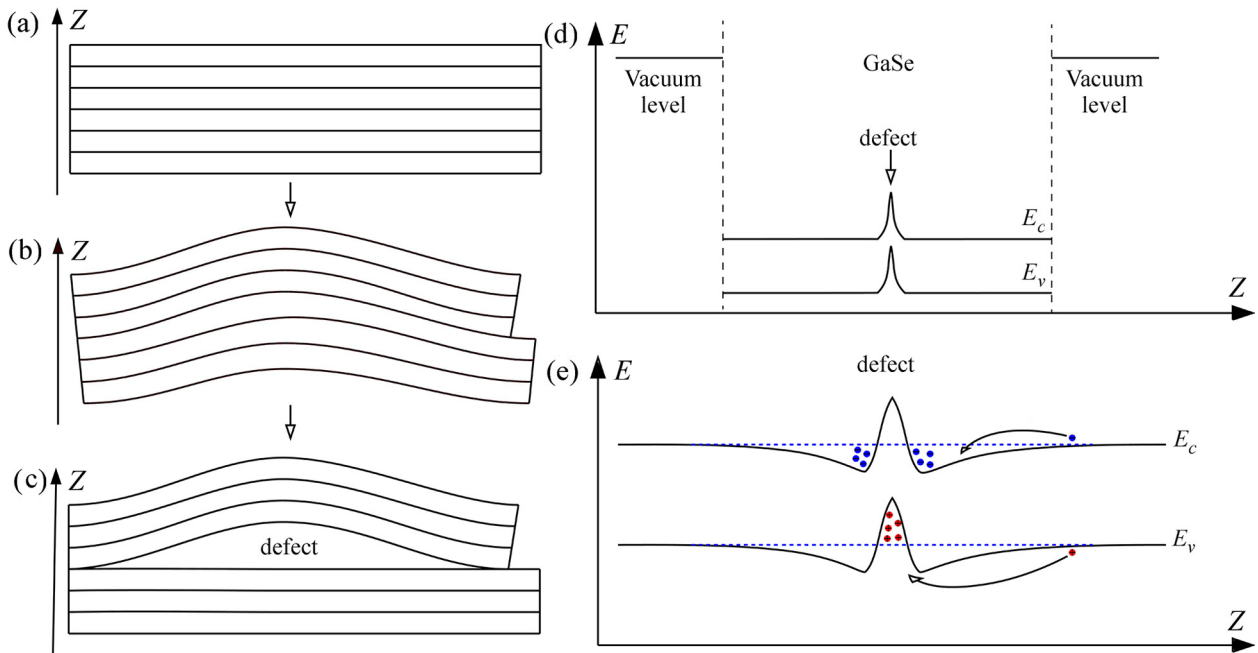 (a)
Z
(b)
Z
(c)
Z
defect
(d)
E
GaSe
Vacuum
level
Vacuum
level
defect
E_c
E_v
Z
(e)
E
defect
E_c
E_v
Z